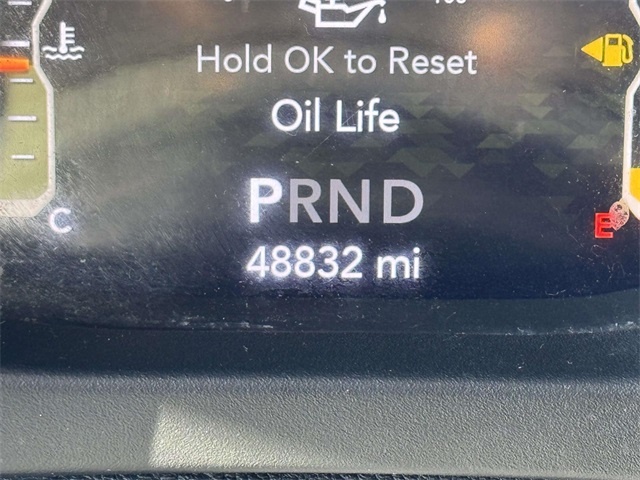 Hold OK to Reset
Oil Life
PRND
C
E
48832 mi